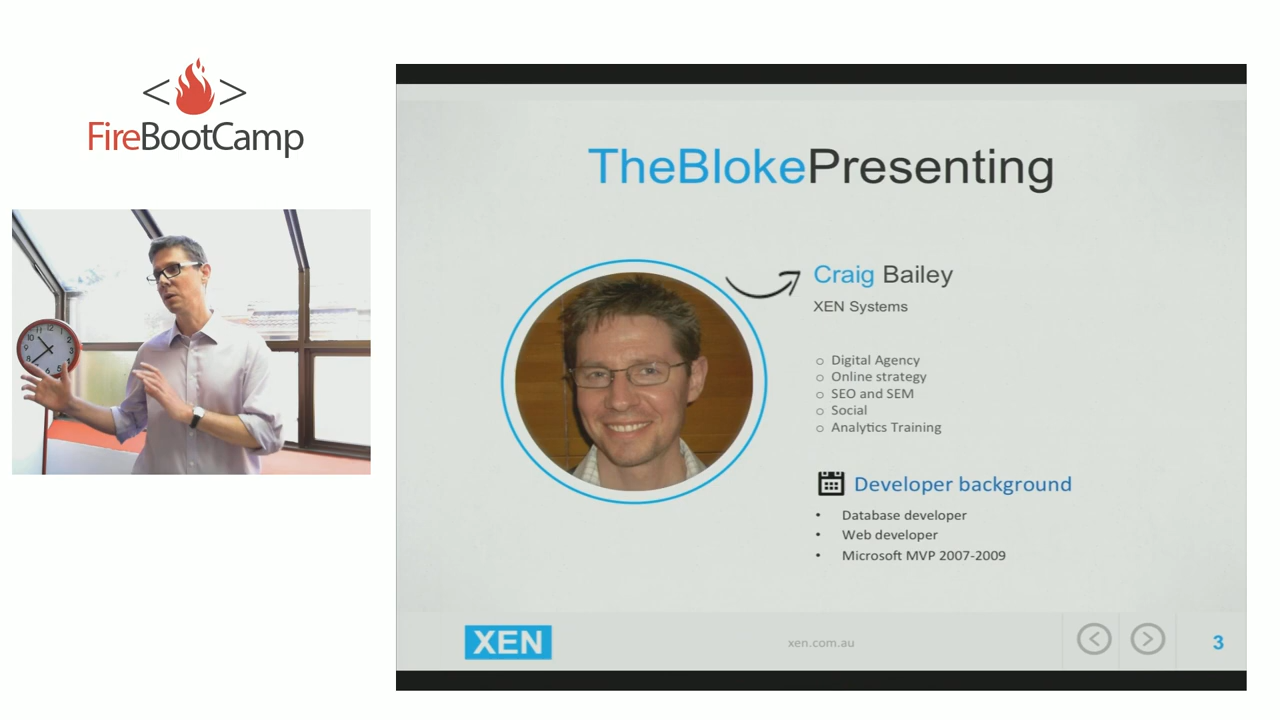 FireBootCamp
TheBlokePresenting
Craig Bailey
XEN Systems
o Digital Agency
o Online strategy
o SEO and SEM
o Social
o Analytics Training
Developer background
• Database developer
• Web developer
• Microsoft MVP 2007-2009
XEN
xen.com.au
3